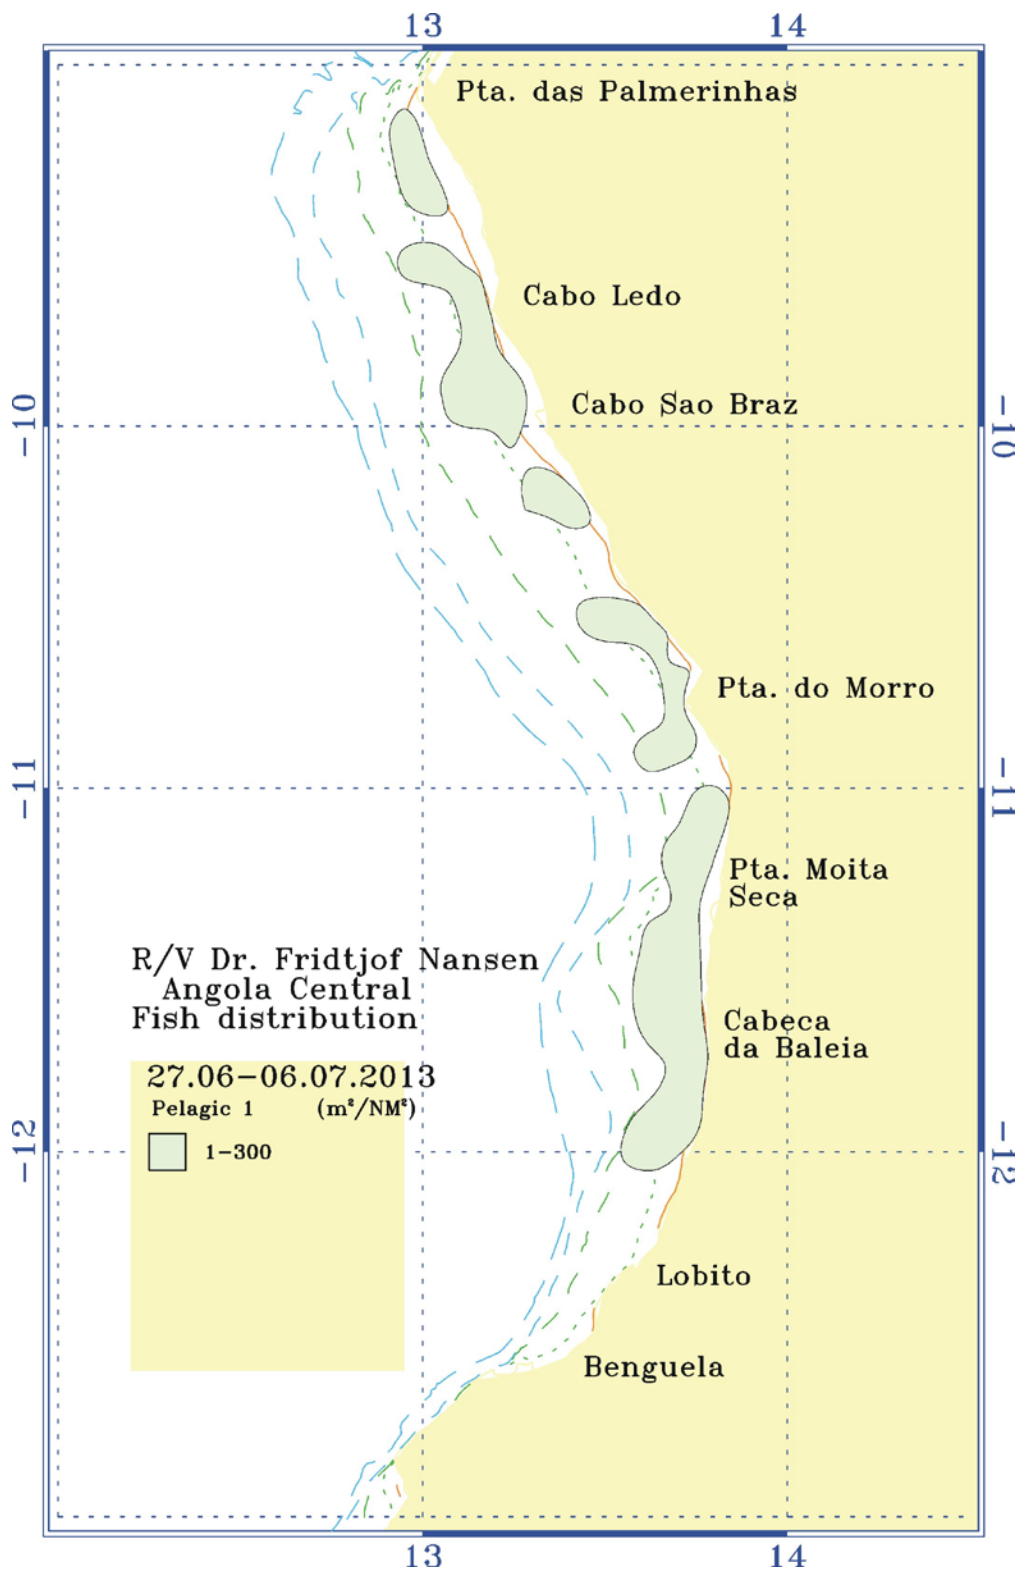 13 14
Pta. das Palmerinhas
Cabo Ledo
Cabo Sao Braz
-10 -10
Pta. do Morro
-11 -11
Pta. Moita
Seca
R/V Dr. Fridtjof Nansen
Angola Central
Fish distribution
Cabeca
da Baleia
27.06-06.07.2013
Pelagic 1 (m²/NM²)
1-300
-12 -12
Lobito
Benguela
13 14